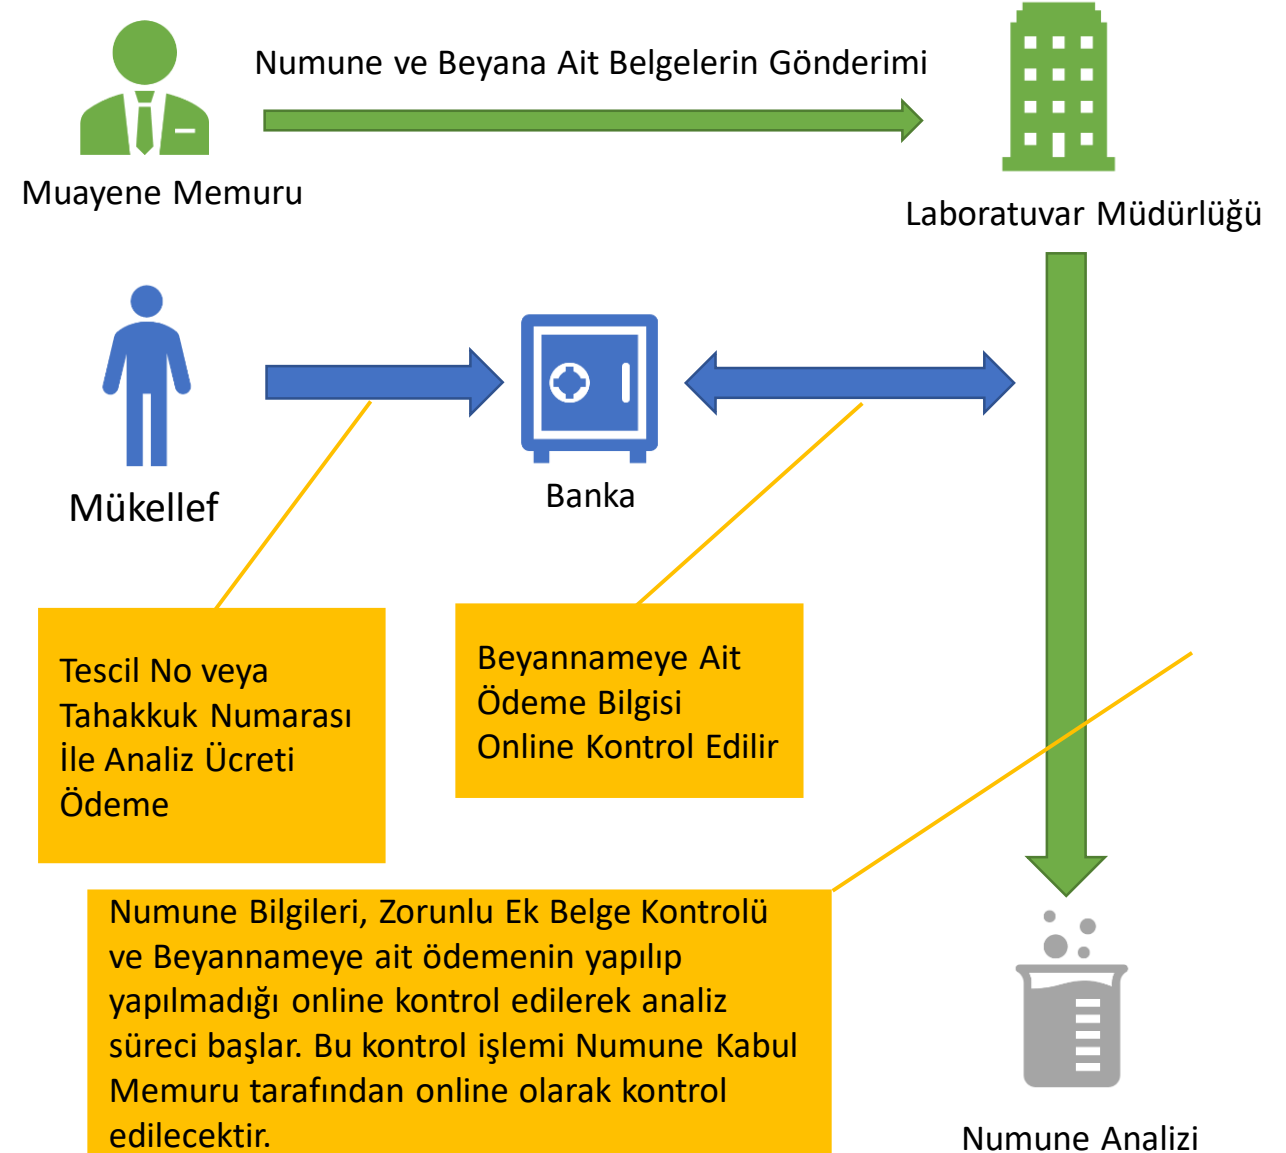 Numune ve Beyana Ait Belgelerin Gönderimi
Muayene Memuru
Laboratuvar Müdürlüğü
Mükellef
Banka
Tescil No veya
Tahakkuk Numarası
İle Analiz Ücreti
Ödeme
Beyannameye Ait
Ödeme Bilgisi
Online Kontrol Edilir
Numune Bilgileri, Zorunlu Ek Belge Kontrolü
ve Beyannameye ait ödemenin yapılıp
yapılmadığı online kontrol edilerek analiz
süreci başlar. Bu kontrol işlemi Numune Kabul
Memuru tarafından online olarak kontrol
edilecektir.
Numune Analizi